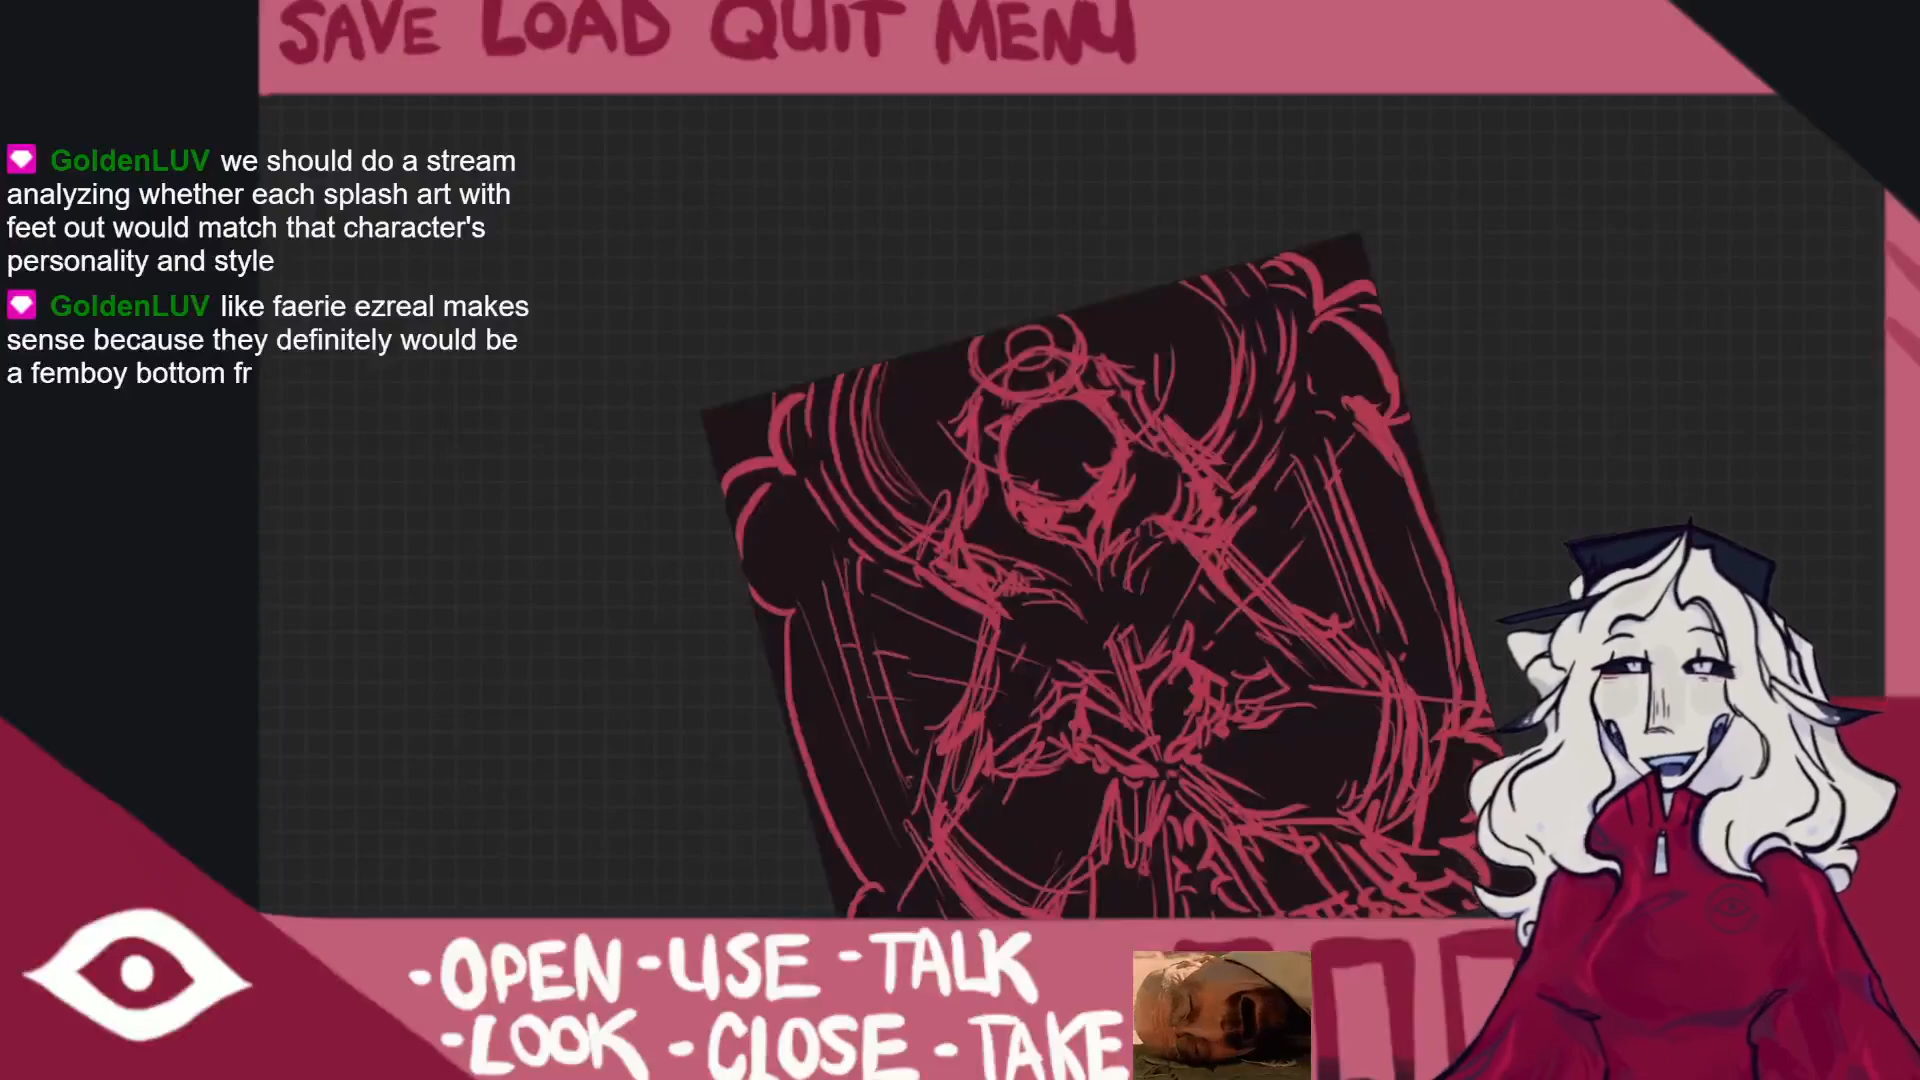 SAVE LOAD QUIT MENU
GoldenLUV we should do a stream
analyzing whether each splash art with
feet out would match that character's
personality and style
GoldenLUV like faerie ezreal makes
sense because they definitely would be
a femboy bottom fr
-OPEN -USE -TALK
-LOOK -CLOSE -TAKE